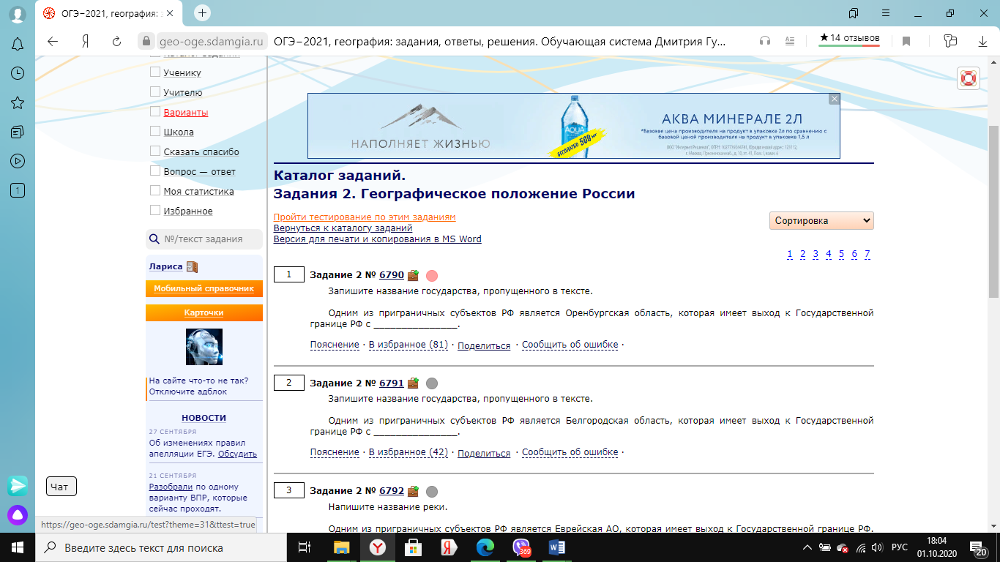 ОГЭ−2021, география: з
geo-oge.sdamgia.ru
ОГЭ−2021, география: задания, ответы, решения. Обучающая система Дмитрия Гу...
★ 14 отзывов
Каталог заданий
Ученику
Учителю
Варианты
Школа
Сказать спасибо
Вопрос — ответ
Моя статистика
Избранное
№/текст задания
Лариса
Мобильный справочник
Карточки
На сайте что-то не так?
Отключите адблок
НОВОСТИ
27 СЕНТЯБРЯ
Об изменениях правил
апелляции ЕГЭ. Обсудить
21 СЕНТЯБРЯ
Разобрали по одному
варианту ВПР, которые
сейчас проходят.
1
Чат
НАПОЛНЯЕТ ЖИЗНЬЮ
AQUA
БЕСПЛАТНО 500 мл
АКВА МИНЕРАЛЕ 2Л
*Базовая цена производителя на продукт в упаковке 2л по сравнению с
базовой ценой производителя на продукт в упаковке 1,5 л
Каталог заданий.
Задания 2. Географическое положение России
Пройти тестирование по этим заданиям
Вернуться к каталогу заданий
Версия для печати и копирования в MS Word
Сортировка
1 2 3 4 5 6 7
1 Задание 2 № 6790
Запишите название государства, пропущенного в тексте.
Одним из приграничных субъектов РФ является Оренбургская область, которая имеет выход к Государственной
границе РФ с _______________.
Пояснение · В избранное (81) · Поделиться · Сообщить об ошибке ·
2 Задание 2 № 6791
Запишите название государства, пропущенного в тексте.
Одним из приграничных субъектов РФ является Белгородская область, которая имеет выход к Государственной
границе РФ с _______________.
Пояснение · В избранное (42) · Поделиться · Сообщить об ошибке ·
3 Задание 2 № 6792
Напишите название реки.
Одним из приграничных субъектов РФ является Еврейская АО, которая имеет выход к Государственной границе РФ.
https://geo-oge.sdamgia.ru/test?theme=31&ttest=true
Введите здесь текст для поиска
369
РУС
18:04
01.10.2020
20